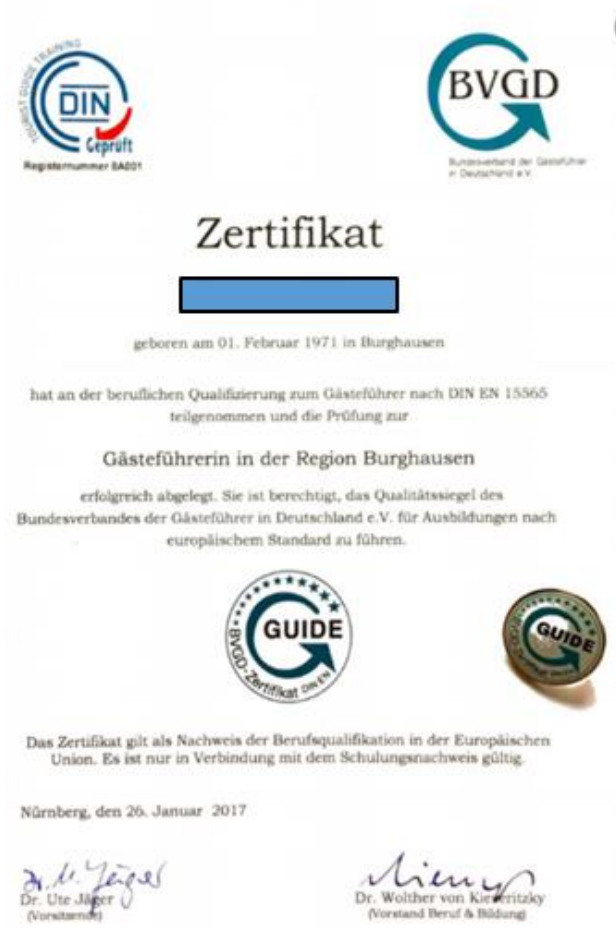 TOURIST GUIDE TRAINING
DIN
Geprüft
Registernummer 8A001
BVGD
Bundesverband der Gästeführer
in Deutschland e.V.
Zertifikat
geboren am 01. Februar 1971 in Burghausen
hat an der beruflichen Qualifizierung zum Gästeführer nach DIN EN 15565
teilgenommen und die Prüfung zur
Gästeführerin in der Region Burghausen
erfolgreich abgelegt. Sie ist berechtigt, das Qualitätssiegel des
Bundesverbandes der Gästeführer in Deutschland e.V. für Ausbildungen nach
europäischem Standard zu führen.
GUIDE
BVGD-Zertifikat DIN EN
GUIDE
Das Zertifikat gilt als Nachweis der Berufsqualifikation in der Europäischen
Union. Es ist nur in Verbindung mit dem Schulungsnachweis gültig.
Nürnberg, den 26. Januar 2017
Dr. Ute Jäger
(Vorsitzende)
Dr. Wolther von Kieseritzky
(Vorstand Beruf & Bildung)